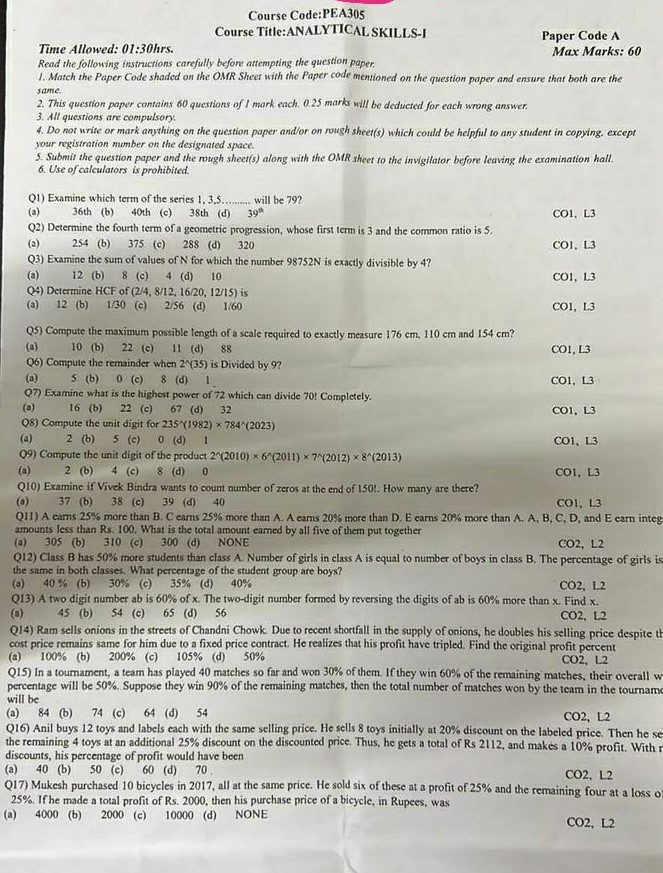 Course Code:PEA305
Course Title:ANALYTICAL SKILLS-I
Paper Code A
Time Allowed: 01:30hrs.
Max Marks: 60
Read the following instructions carefully before attempting the question paper.
1. Match the Paper Code shaded on the OMR Sheet with the Paper code mentioned on the question paper and ensure that both are the
same.
2. This question paper contains 60 questions of 1 mark each. 0.25 marks will be deducted for each wrong answer.
3. All questions are compulsory.
4. Do not write or mark anything on the question paper and/or on rough sheet(s) which could be helpful to any student in copying, except
your registration number on the designated space.
5. Submit the question paper and the rough sheet(s) along with the OMR sheet to the invigilator before leaving the examination hall.
6. Use of calculators is prohibited.
Q1) Examine which term of the series 1, 3,5.......... will be 79?
(a) 36th (b) 40th (c) 38th (d) 39th CO1, L3
Q2) Determine the fourth term of a geometric progression, whose first term is 3 and the common ratio is 5.
(a) 254 (b) 375 (c) 288 (d) 320 CO1, L3
Q3) Examine the sum of values of N for which the number 98752N is exactly divisible by 4?
(a) 12 (b) 8 (c) 4 (d) 10 CO1, L3
Q4) Determine HCF of (2/4, 8/12, 16/20, 12/15) is
(a) 12 (b) 1/30 (c) 2/56 (d) 1/60 CO1, L3
Q5) Compute the maximum possible length of a scale required to exactly measure 176 cm, 110 cm and 154 cm?
(a) 10 (b) 22 (c) 11 (d) 88 CO1, L3
Q6) Compute the remainder when 2^(35) is Divided by 9?
(a) 5 (b) 0 (c) 8 (d) 1 CO1, L3
Q7) Examine what is the highest power of 72 which can divide 70! Completely.
(a) 16 (b) 22 (c) 67 (d) 32 CO1, L3
Q8) Compute the unit digit for 235^(1982) × 784^(2023)
(a) 2 (b) 5 (c) 0 (d) 1 CO1, L3
Q9) Compute the unit digit of the product 2^(2010) × 6^(2011) × 7^(2012) × 8^(2013)
(a) 2 (b) 4 (c) 8 (d) 0 CO1, L3
Q10) Examine if Vivek Bindra wants to count number of zeros at the end of 150!. How many are there?
(a) 37 (b) 38 (c) 39 (d) 40 CO1, L3
Q11) A earns 25% more than B. C earns 25% more than A. A earns 20% more than D. E earns 20% more than A. A, B, C, D, and E earn integ
amounts less than Rs. 100. What is the total amount earned by all five of them put together
(a) 305 (b) 310 (c) 300 (d) NONE CO2, L2
Q12) Class B has 50% more students than class A. Number of girls in class A is equal to number of boys in class B. The percentage of girls is
the same in both classes. What percentage of the student group are boys?
(a) 40 % (b) 30% (c) 35% (d) 40% CO2, L2
Q13) A two digit number ab is 60% of x. The two-digit number formed by reversing the digits of ab is 60% more than x. Find x.
(a) 45 (b) 54 (c) 65 (d) 56 CO2, L2
Q14) Ram sells onions in the streets of Chandni Chowk. Due to recent shortfall in the supply of onions, he doubles his selling price despite th
cost price remains same for him due to a fixed price contract. He realizes that his profit have tripled. Find the original profit percent
(a) 100% (b) 200% (c) 105% (d) 50% CO2, L2
Q15) In a tournament, a team has played 40 matches so far and won 30% of them. If they win 60% of the remaining matches, their overall w
percentage will be 50%. Suppose they win 90% of the remaining matches, then the total number of matches won by the team in the tourname
will be
(a) 84 (b) 74 (c) 64 (d) 54 CO2, L2
Q16) Anil buys 12 toys and labels each with the same selling price. He sells 8 toys initially at 20% discount on the labeled price. Then he se
the remaining 4 toys at an additional 25% discount on the discounted price. Thus, he gets a total of Rs 2112, and makes a 10% profit. With r
discounts, his percentage of profit would have been
(a) 40 (b) 50 (c) 60 (d) 70 CO2, L2
Q17) Mukesh purchased 10 bicycles in 2017, all at the same price. He sold six of these at a profit of 25% and the remaining four at a loss of
25%. If he made a total profit of Rs. 2000, then his purchase price of a bicycle, in Rupees, was
(a) 4000 (b) 2000 (c) 10000 (d) NONE CO2, L2